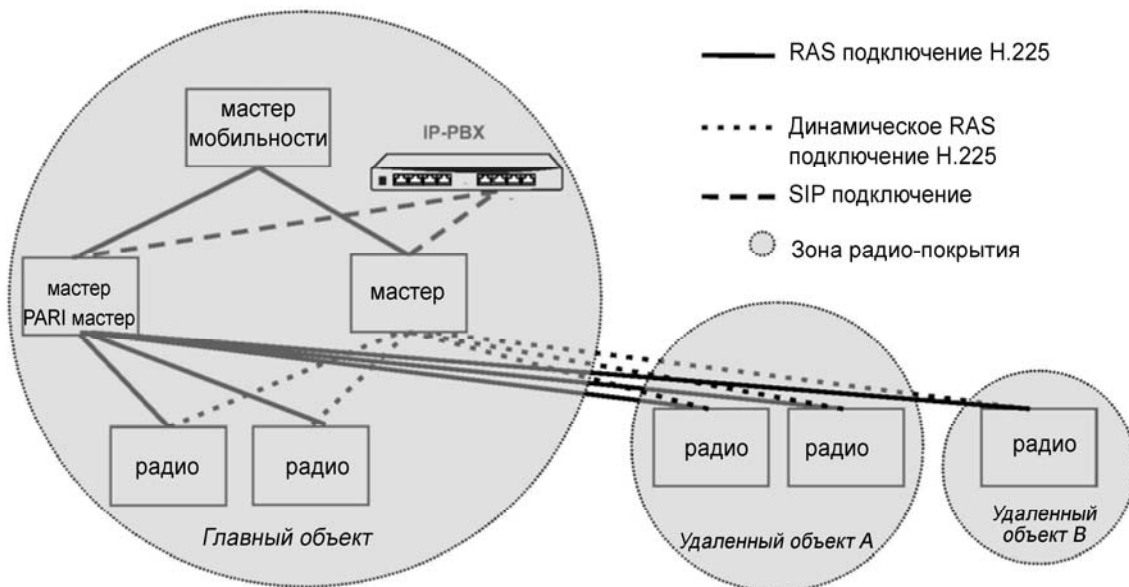 мастер
мобильности
IP-PBX
мастер
PARI мастер
мастер
радио
радио
Главный объект
RAS подключение H.225
Динамическое RAS
подключение H.225
SIP подключение
Зона радио-покрытия
радио
радио
Удаленный объект A
радио
Удаленный
объект B